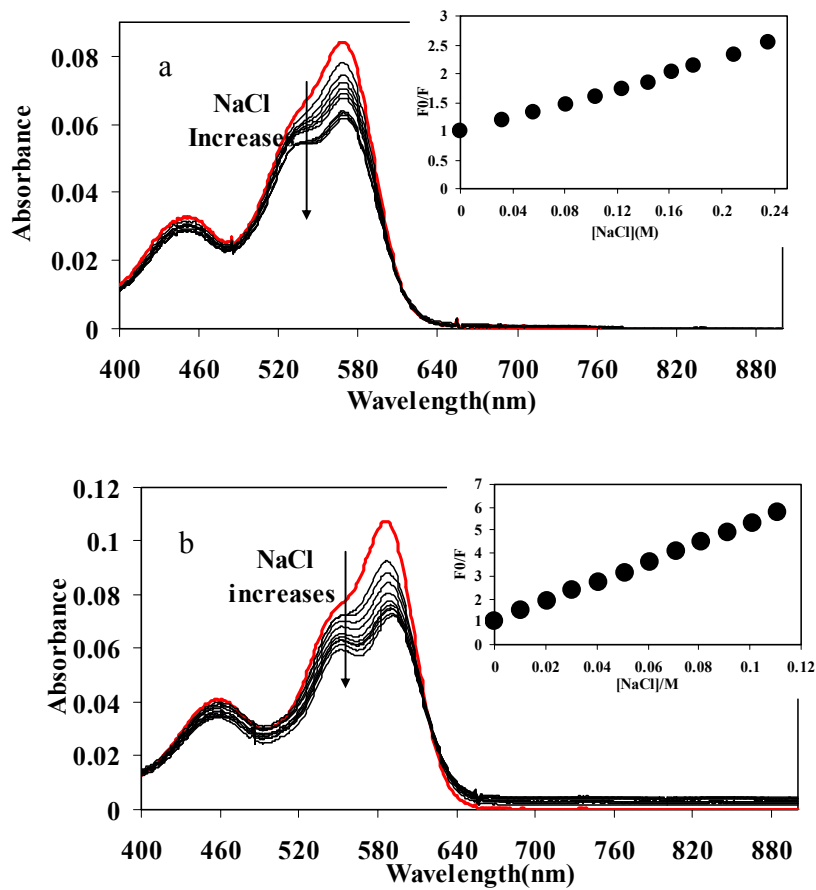 a
NaCl
Increases
Absorbance
0.08
0.06
0.04
0.02
0
400 460 520 580 640 700 760 820 880
Wavelength(nm)
F0/F
3
2.5
2
1.5
1
0.5
0
0 0.04 0.08 0.12 0.16 0.2 0.24
[NaCl](M)
b
NaCl
increases
Absorbance
0.12
0.1
0.08
0.06
0.04
0.02
0
400 460 520 580 640 700 760 820 880
Wavelength(nm)
F0/F
7
6
5
4
3
2
1
0
0 0.02 0.04 0.06 0.08 0.1 0.12
[NaCl]/M